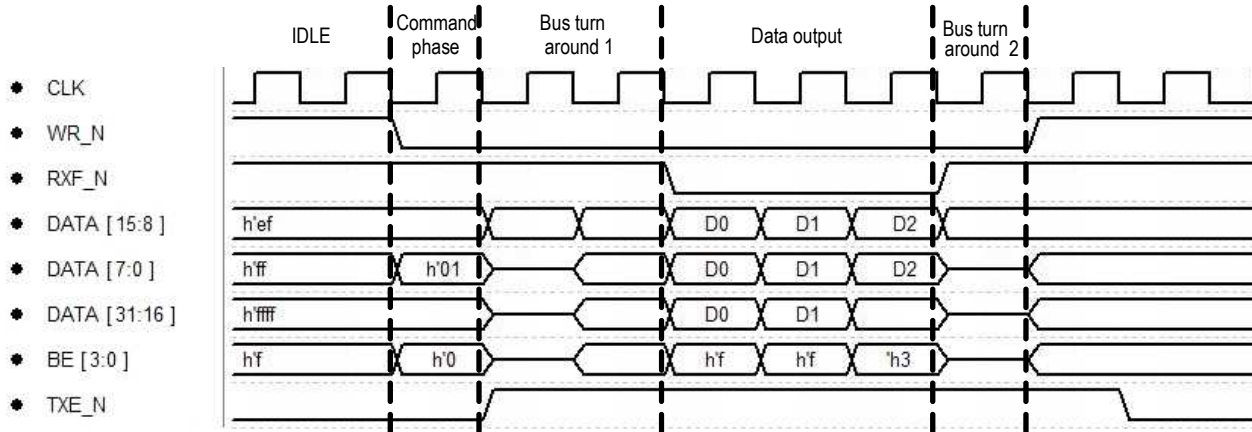 IDLE
Command
phase
Bus turn
around 1
Data output
Bus turn
around 2
CLK
WR_N
RXF_N
DATA [15:8] h'ef D0 D1 D2
DATA [7:0] h'ff h'01 D0 D1 D2
DATA [31:16] h'ffff D0 D1
BE [3:0] h'f h'0 h'f h'f 'h3
TXE_N